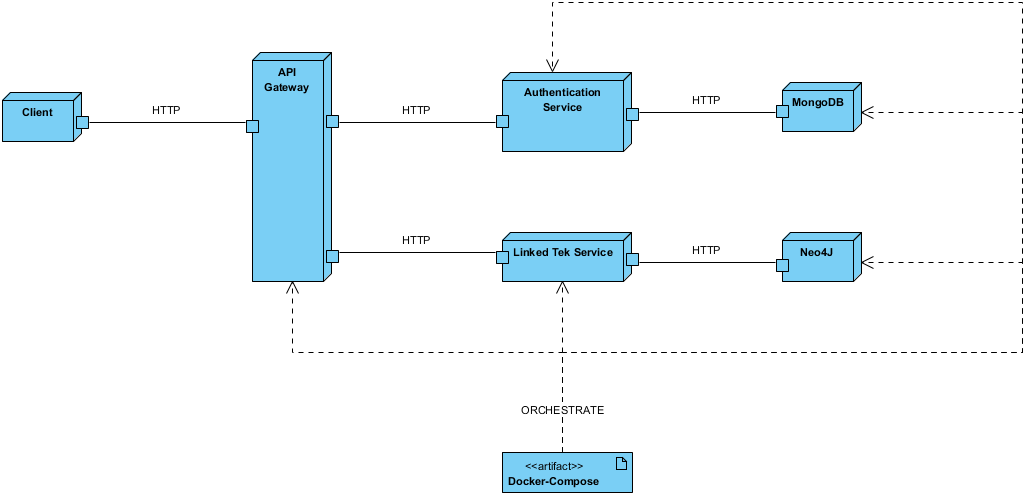 API
Gateway
Client
HTTP
HTTP
Authentication
Service
HTTP
MongoDB
HTTP
Linked Tek Service
HTTP
Neo4J
ORCHESTRATE
<<artifact>>
Docker-Compose